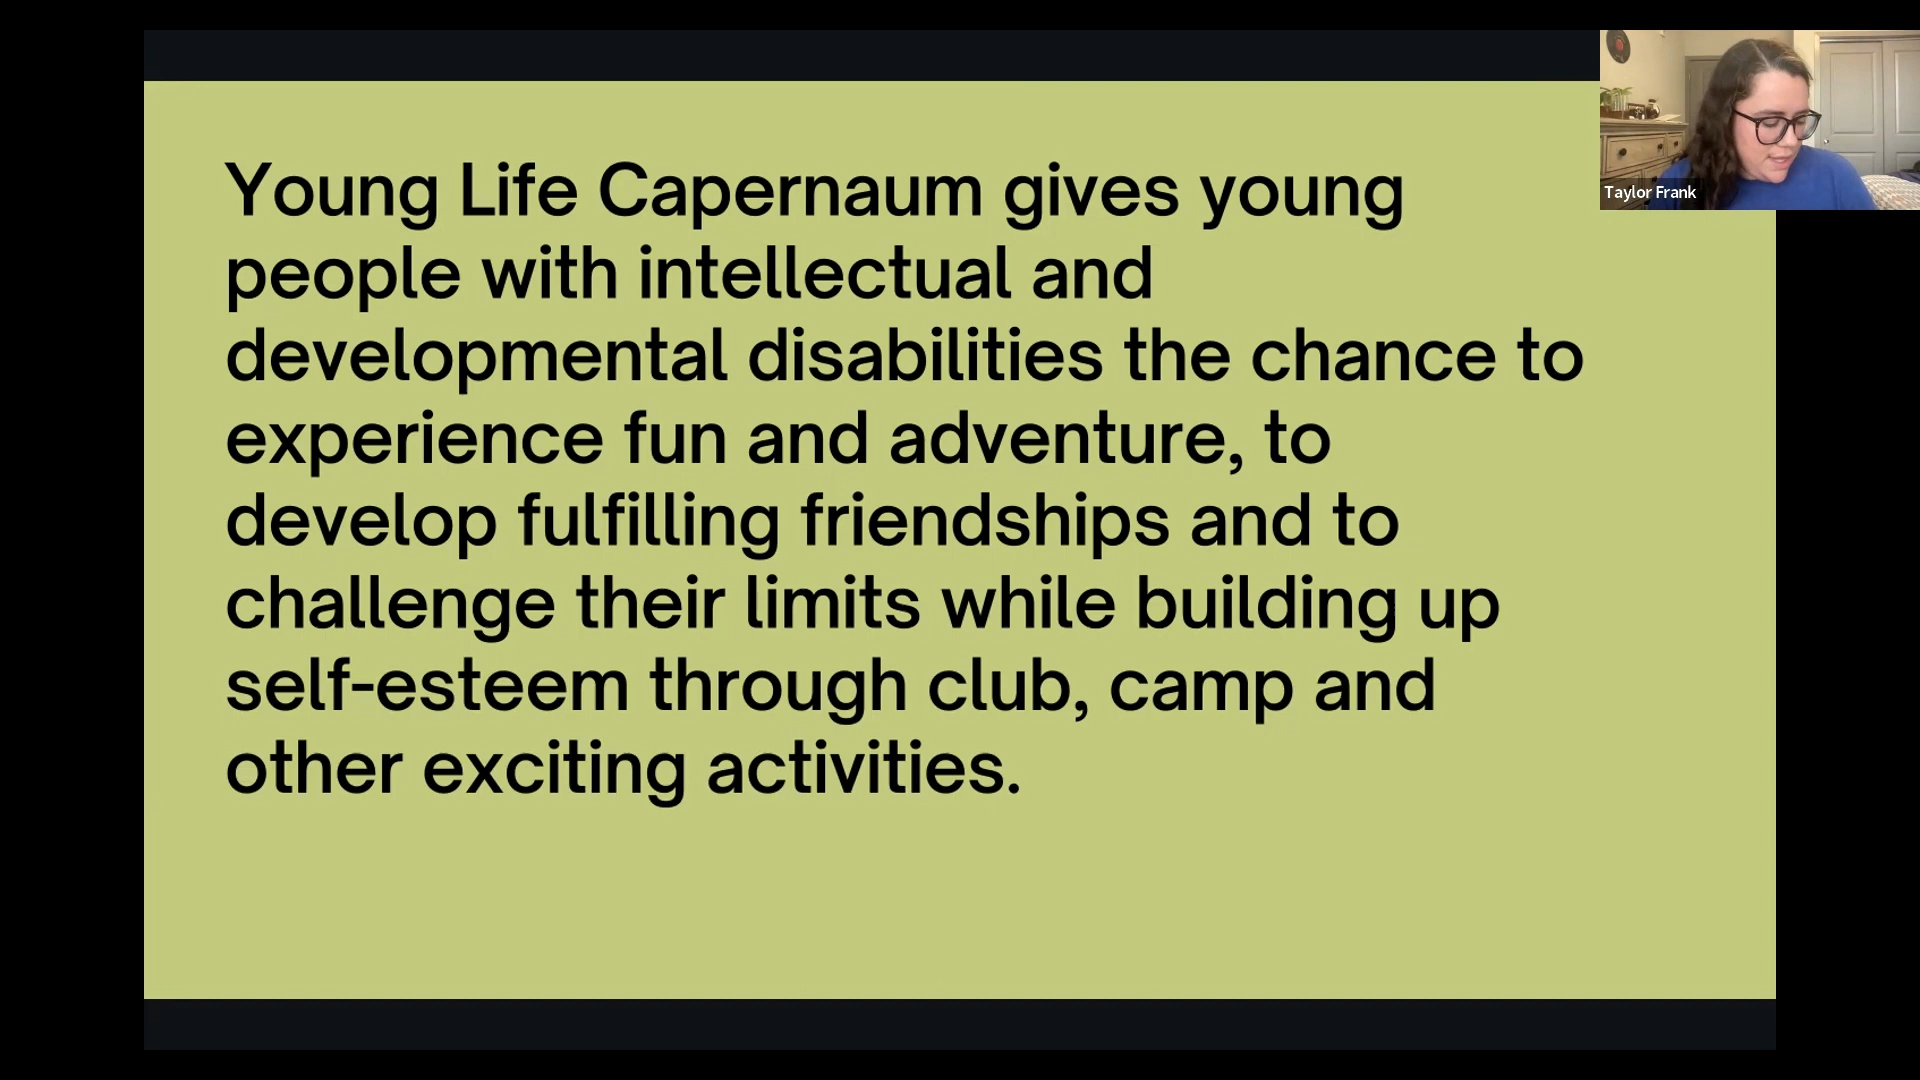 Young Life Capernaum gives young
people with intellectual and
developmental disabilities the chance to
experience fun and adventure, to
develop fulfilling friendships and to
challenge their limits while building up
self-esteem through club, camp and
other exciting activities.
Taylor Frank